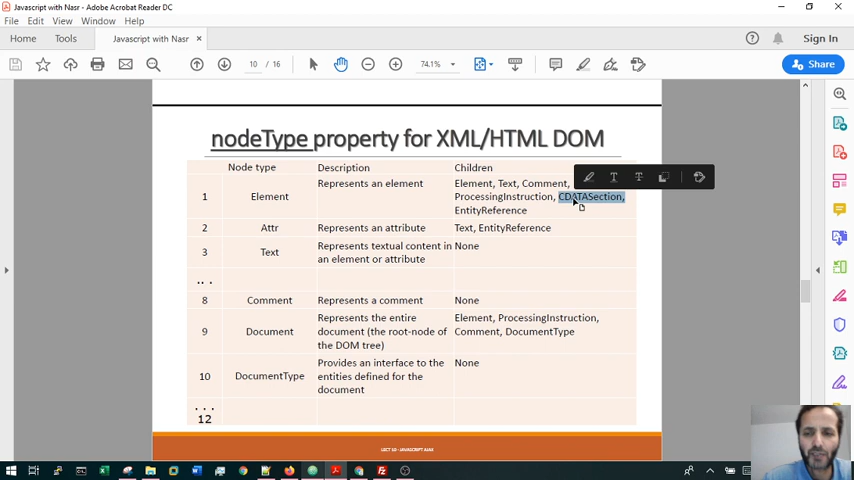 Javascript with Nasr.pdf - Adobe Acrobat Reader DC
File Edit View Window Help
Home Tools Javascript with Nasr... × Sign In
10 / 16 74.1% Share
nodeType property for XML/HTML DOM
Node type Description Children
1 Element Represents an element Element, Text, Comment,
ProcessingInstruction, CDATASection,
EntityReference
2 Attr Represents an attribute Text, EntityReference
3 Text Represents textual content in
an element or attribute
None
.. .
8 Comment Represents a comment None
9 Document Represents the entire
document (the root-node of
the DOM tree)
Element, ProcessingInstruction,
Comment, DocumentType
10 DocumentType Provides an interface to the
entities defined for the
document
None
. . .
12
LECT 10 - JAVASCRIPT AJAX